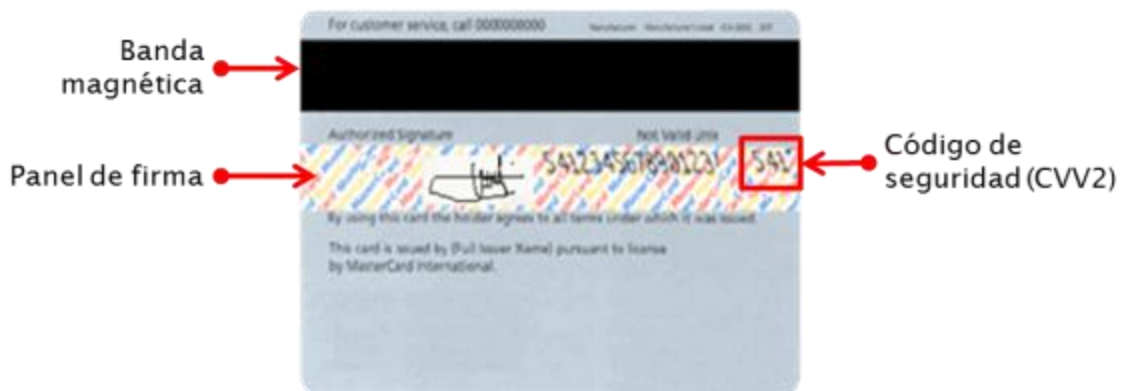 For customer service, call 0000000000
Banda
magnética
Authorized Signature
Not Valid Unle
Panel de firma
541
Código de
seguridad (CVV2)
By using this card the holder agrees to all terms under which it was issued.
This card is issued by (Full Issuer Name) pursuant to license
by MasterCard International.